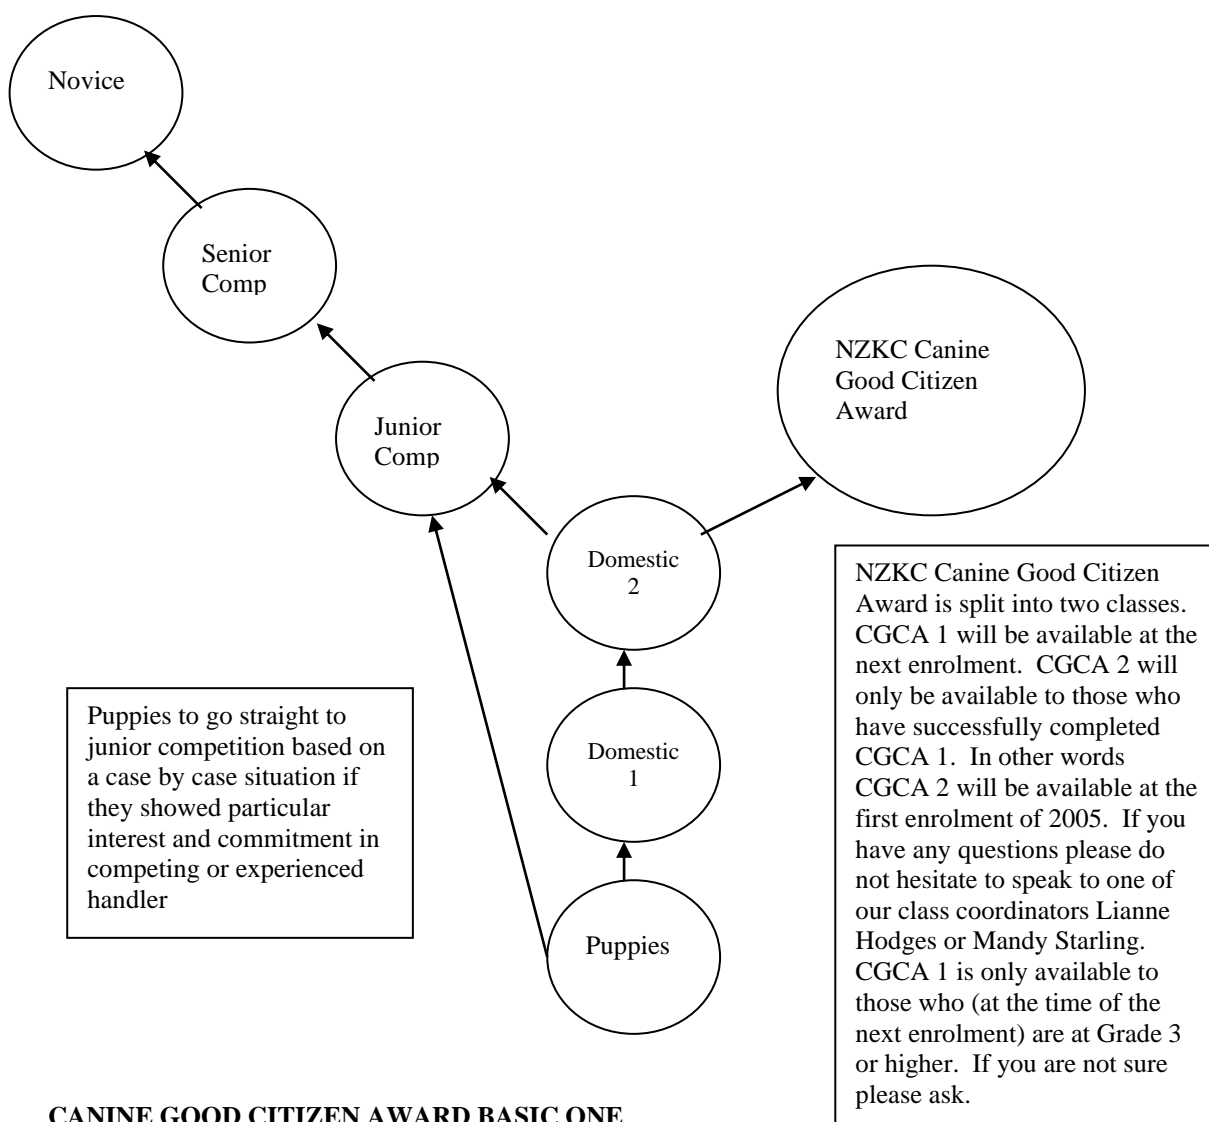 Novice
Senior
Comp
NZKC Canine
Good Citizen
Award
Junior
Comp
Domestic
2
NZKC Canine Good Citizen
Award is split into two classes.
CGCA 1 will be available at the
next enrolment.  CGCA 2 will
only be available to those who
have successfully completed
CGCA 1.  In other words
CGCA 2 will be available at the
first enrolment of 2005.  If you
have any questions please do
not hesitate to speak to one of
our class coordinators Lianne
Hodges or Mandy Starling.
CGCA 1 is only available to
those who (at the time of the
next enrolment) are at Grade 3
or higher.  If you are not sure
please ask.
Puppies to go straight to
junior competition based on
a case by case situation if
they showed particular
interest and commitment in
competing or experienced
handler
Domestic
1
Puppies
CANINE GOOD CITIZEN AWARD BASIC ONE